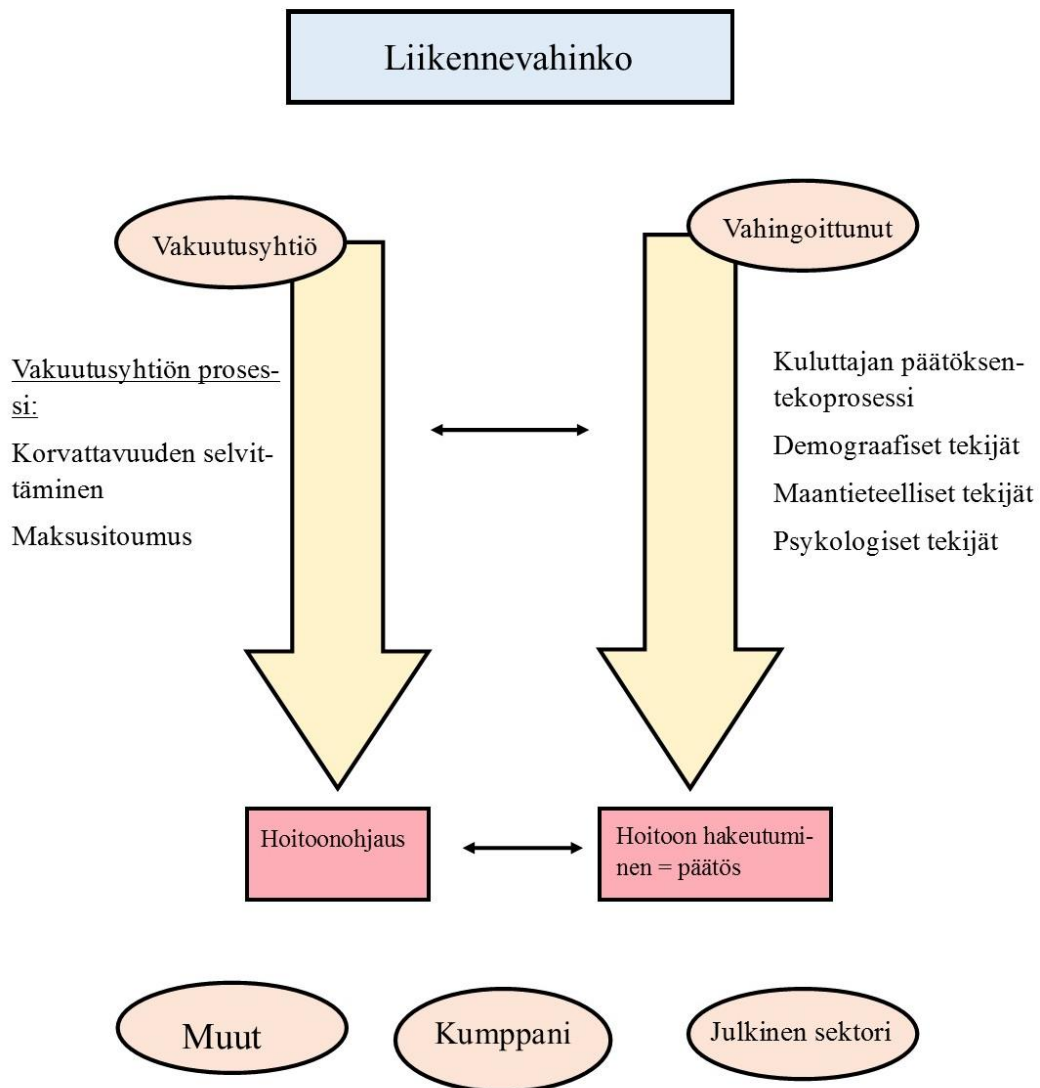 Liikennevahinko
Vakuutusyhtiö
Vahingoittunut
Vakuutusyhtiön proses-
si:
Korvattavuuden selvit-
täminen
Maksusitoumus
Kuluttajan päätöksen-
tekoprosessi
Demograafiset tekijät
Maantieteelliset tekijät
Psykologiset tekijät
Hoitoonohjaus
Hoitoon hakeutumi-
nen = päätös
Muut
Kumppani
Julkinen sektori